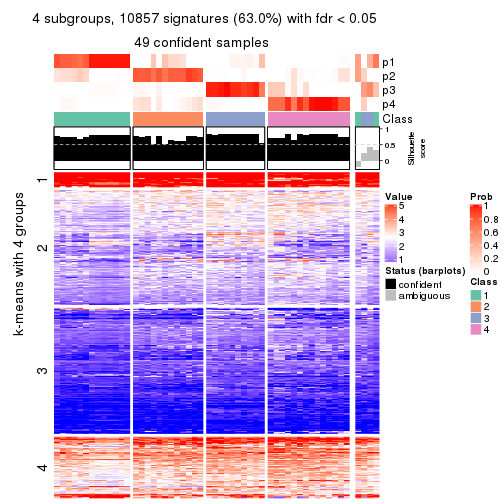 4 subgroups, 10857 signatures (63.0%) with fdr < 0.05
49 confident samples
p1
p2
p3
p4
Class
1
0.5
0
Silhouette
score
k-means with 4 groups
1
2
3
4
Value
5
4
3
2
1
Status (barplots)
confident
ambiguous
Prob
1
0.8
0.6
0.4
0.2
0
Class
1
2
3
4